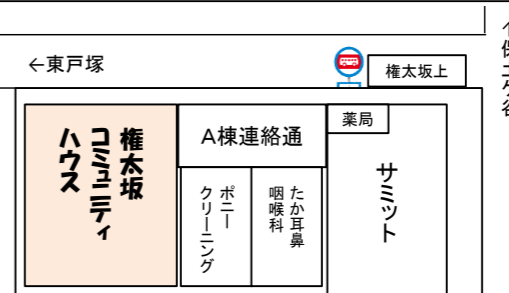 ←東戸塚
権太坂上
権太坂
コミュニティ
ハウス
A棟連絡通
ポニー
クリーニング
たか耳鼻
咽喉科
薬局
サミット